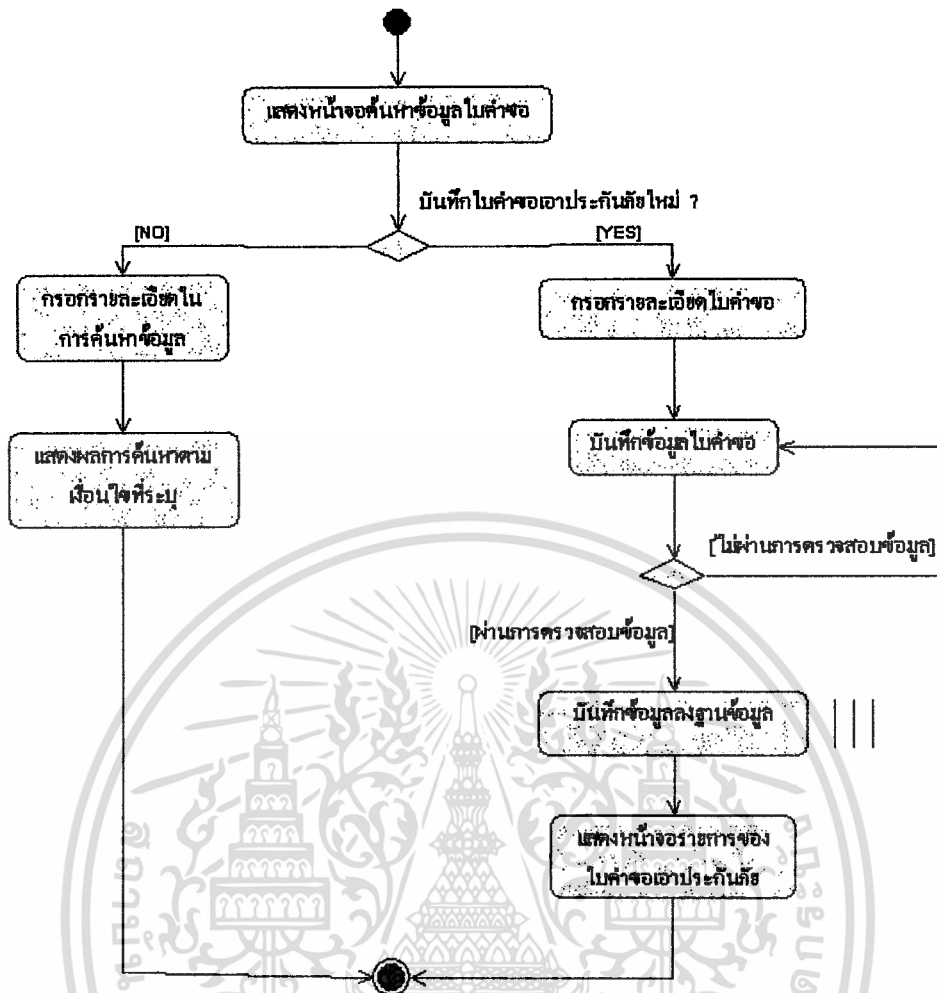 แสดงหน้าจอค้นหาข้อมูลใบคำขอ
บันทึกใบคำขอเอาประกันภัยใหม่ ?
[NO]
[YES]
กรอกรายละเอียดใน
การค้นหาข้อมูล
กรอกรายละเอียดใบคำขอ
แสดงผลการค้นหาตาม
เงื่อนไขที่ระบุ
บันทึกข้อมูลใบคำขอ
[ไม่ผ่านการตรวจสอบข้อมูล]
[ผ่านการตรวจสอบข้อมูล]
บันทึกข้อมูลลงฐานข้อมูล
แสดงหน้าจอรายการของ
ใบคำขอเอาประกันภัย